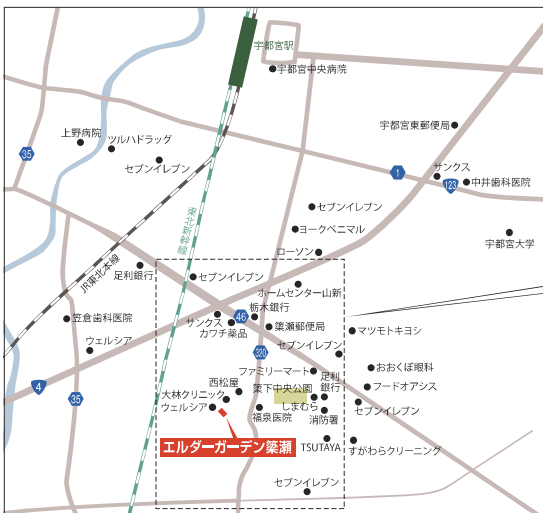 宇都宮駅
宇都宮中央病院
宇都宮東郵便局
上野病院
ツルハドラッグ
35
セブンイレブン
1
サンクス
123
中井歯科医院
セブンイレブン
東北新幹線
ヨークベニマル
宇都宮大学
ローソン
JR東北本線
足利銀行
セブンイレブン
ホームセンター山新
笠倉歯科医院
サンクス
46
栃木銀行
カワチ薬品
簗瀬郵便局
マツモトキヨシ
ウェルシア
320
セブンイレブン
ファミリーマート
おおくぼ眼科
4
35
西松屋
簗下中央公園
足利
銀行
フードオアシス
大林クリニック
ウェルシア
しまむら
セブンイレブン
福泉医院
消防署
エルダーガーデン簗瀬
TSUTAYA
すがわらクリーニング
セブンイレブン